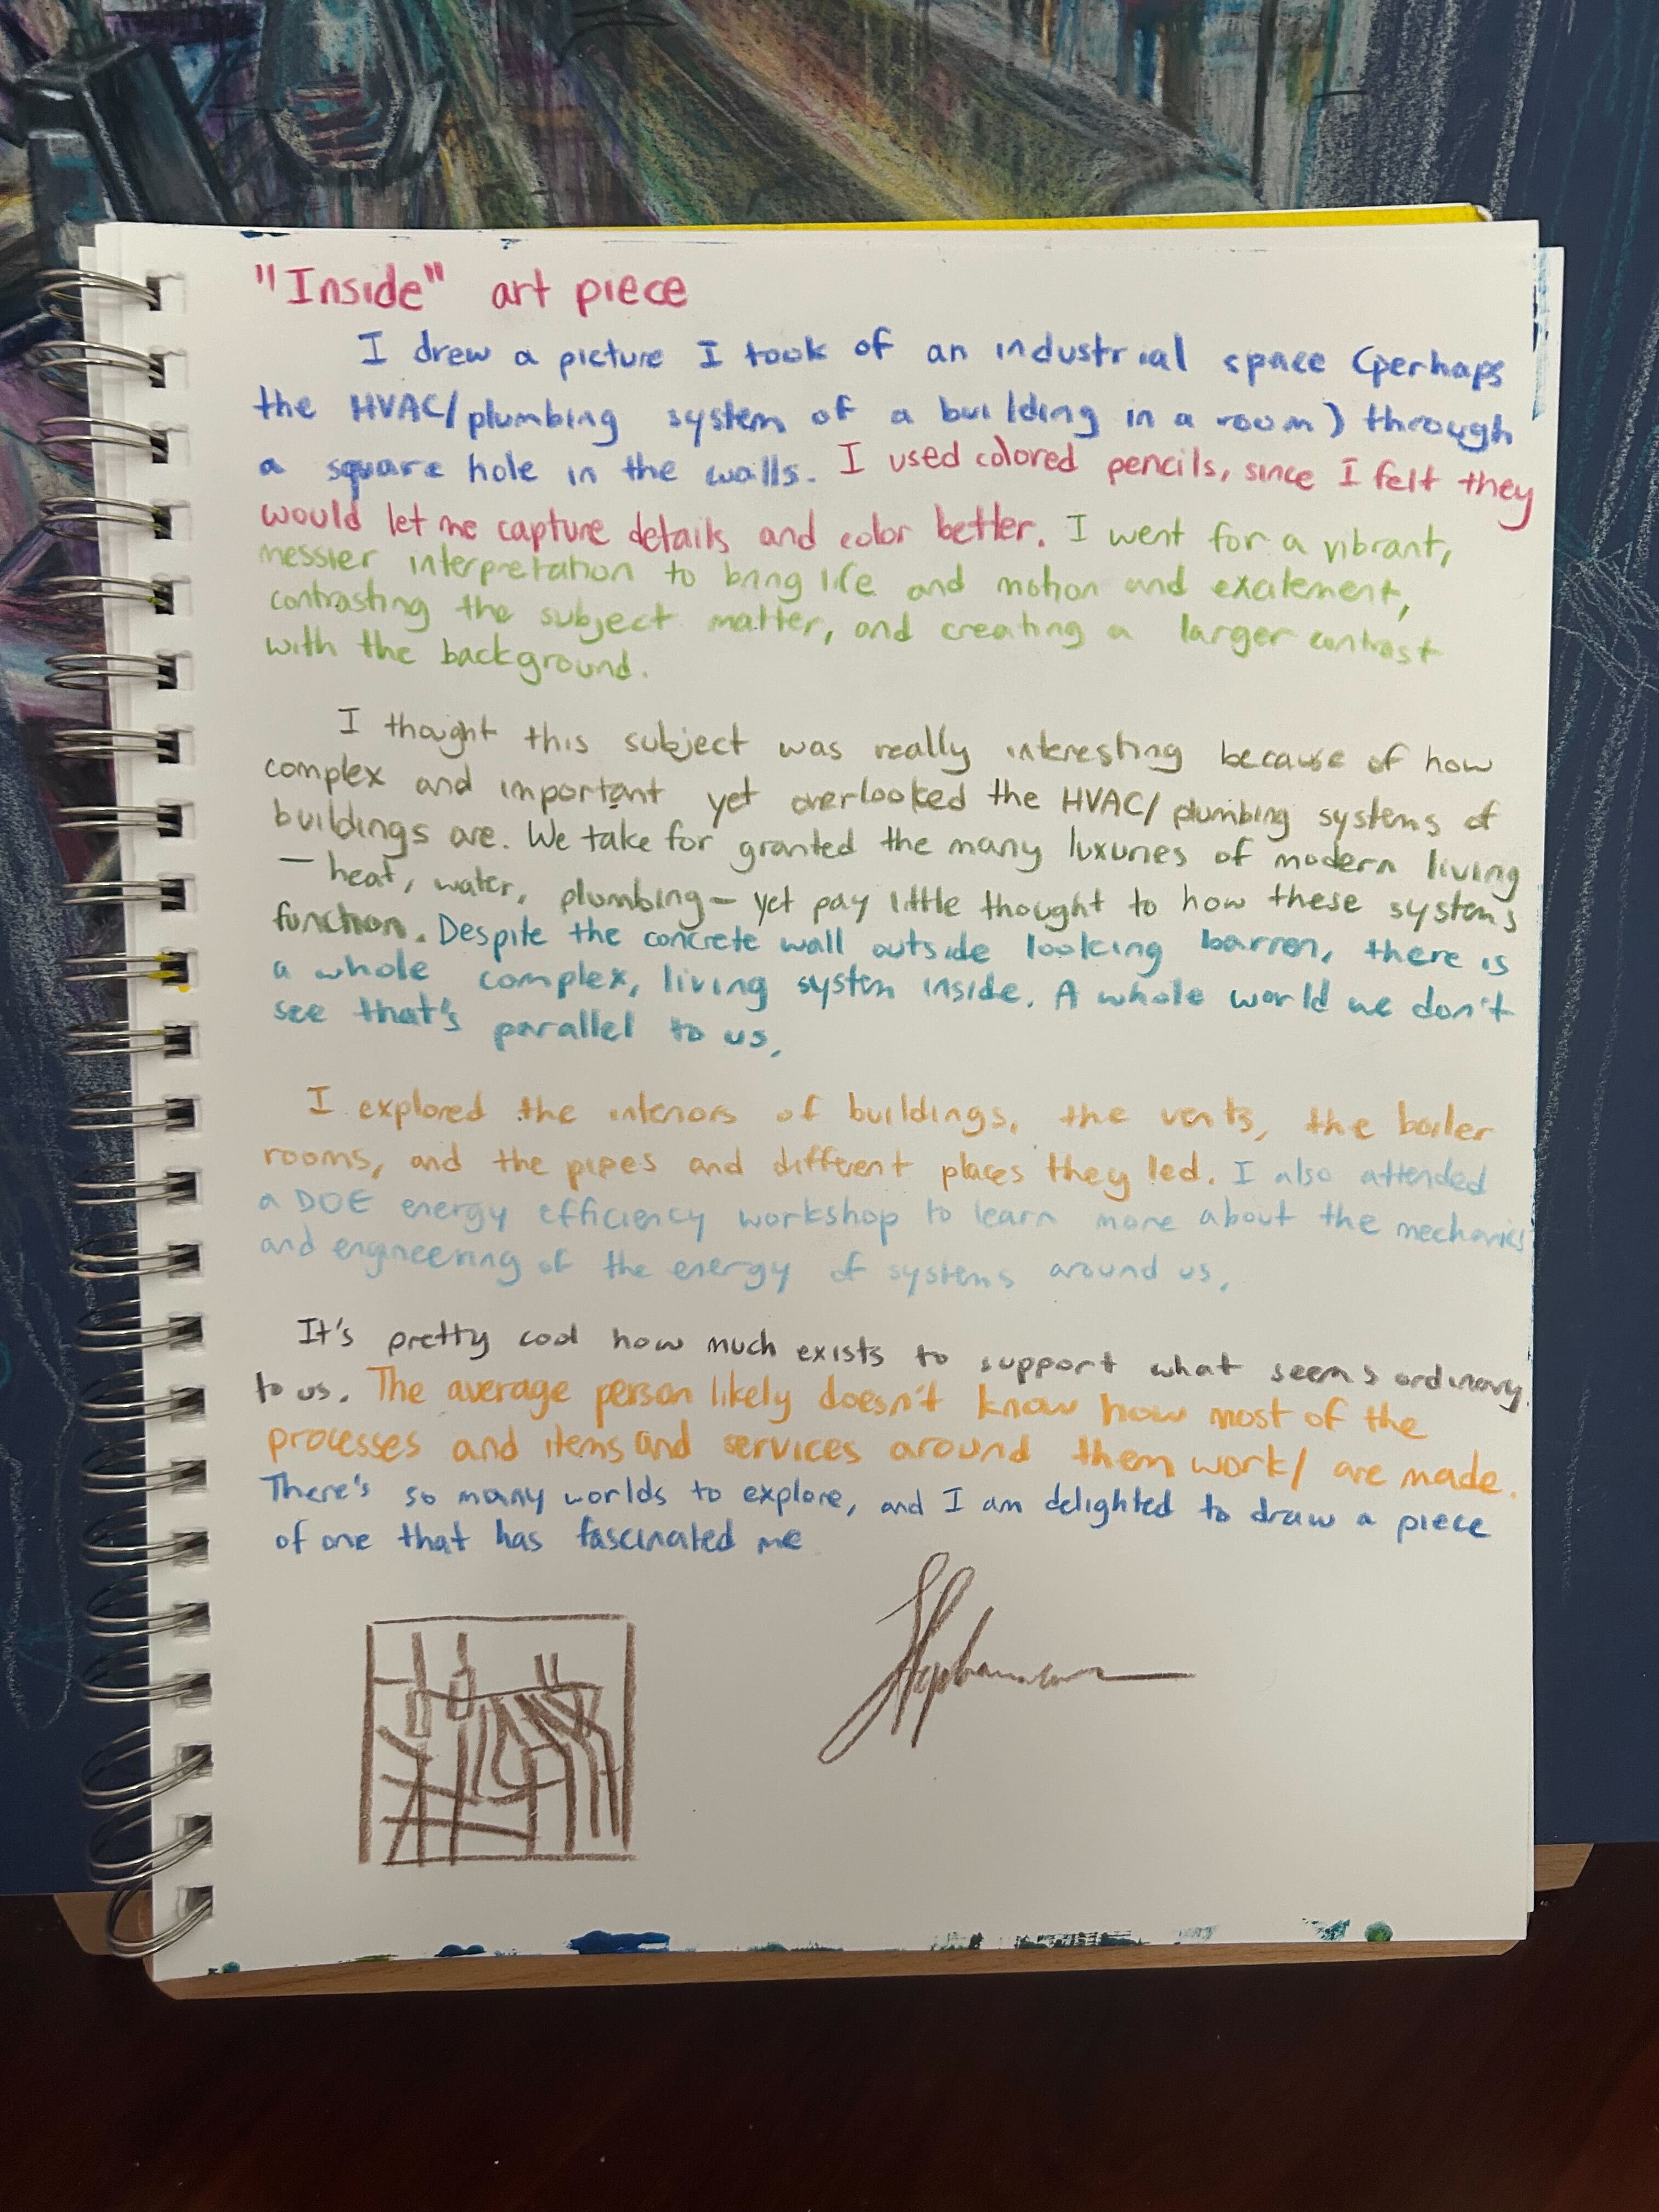 "Inside" art piece
I drew a picture I took of an industrial space (perhaps
the HVAC/plumbing system of a building in a room) through
a square hole in the walls. I used colored pencils, since I felt they
would let me capture details and color better. I went for a vibrant,
messier interpretation to bring life and motion and excitement,
contrasting the subject matter, and creating a larger contrast
with the background.
I thought this subject was really interesting because of how
complex and important yet overlooked the HVAC/plumbing systems of
buildings are. We take for granted the many luxuries of modern living
— heat, water, plumbing — yet pay little thought to how these systems
function. Despite the concrete wall outside looking barren, there is
a whole complex, living system inside. A whole world we don't
see that's parallel to us.
I explored the interiors of buildings, the vents, the boiler
rooms, and the pipes and different places they led. I also attended
a DOE energy efficiency workshop to learn more about the mechanics
and engineering of the energy of systems around us.
It's pretty cool how much exists to support what seems ordinary
to us. The average person likely doesn't know how most of the
processes and items and services around them work/ are made.
There's so many worlds to explore, and I am delighted to draw a piece
of one that has fascinated me